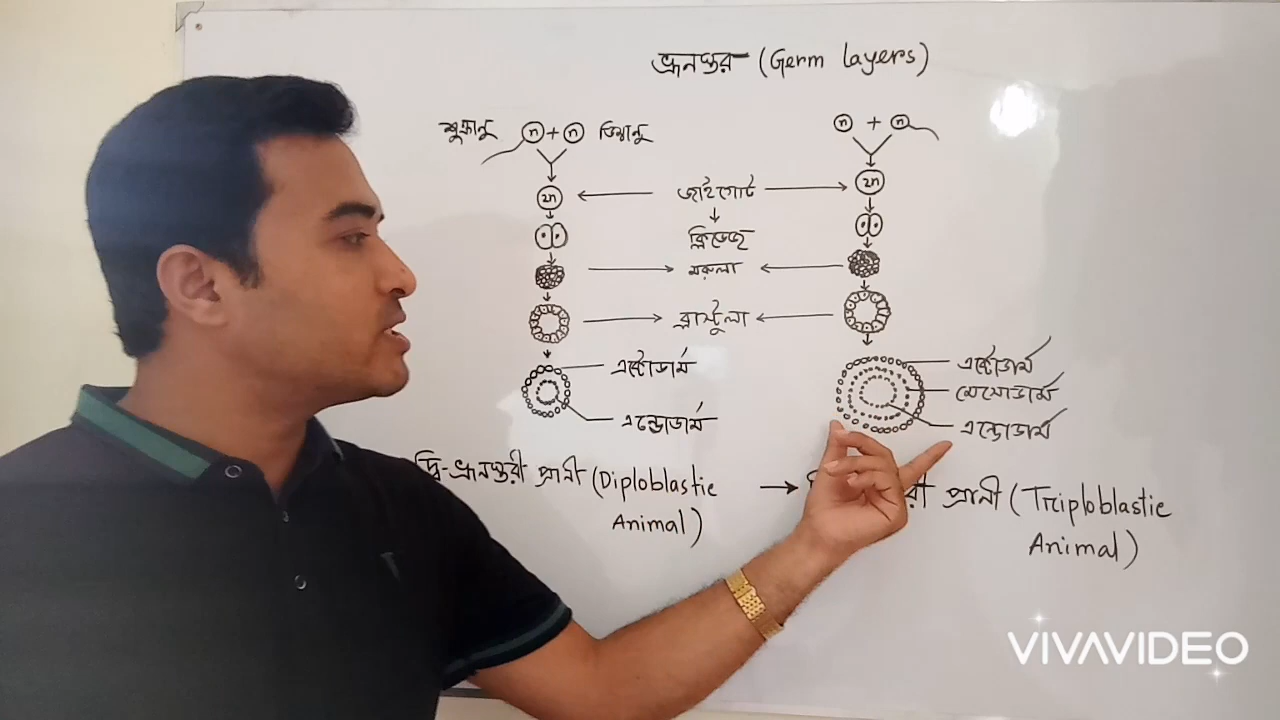 ভ্রূনস্তর (Germ layers)
শুক্রানু n + n ডিম্বানু
n + n
2n ← জাইগোট → 2n
↓
ক্লিভেজ
→ মরুলা ←
→ ব্লাস্টুলা ←
এক্টোডার্ম
এন্ডোডার্ম
এক্টোডার্ম
মেসোডার্ম
এন্ডোডার্ম
দ্বি-ভ্রূনস্তরী প্রানী (Diploblastic
Animal)
→ রী প্রানী (Triploblastic
Animal)
VIVAVIDEO